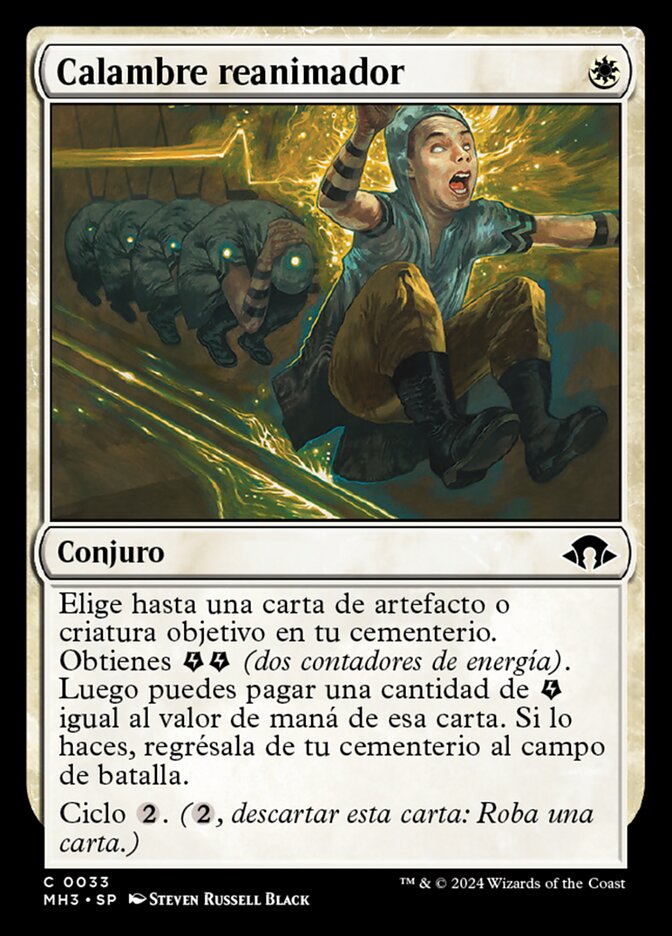 Calambre reanimador
Conjuro
Elige hasta una carta de artefacto o
criatura objetivo en tu cementerio.
Obtienes (dos contadores de energía).
Luego puedes pagar una cantidad de
igual al valor de maná de esa carta. Si lo
haces, regrésala de tu cementerio al campo
de batalla.
Ciclo 2. (2, descartar esta carta: Roba una
carta.)
C 0033
MH3 • SP Steven Russell Black
™ & © 2024 Wizards of the Coast